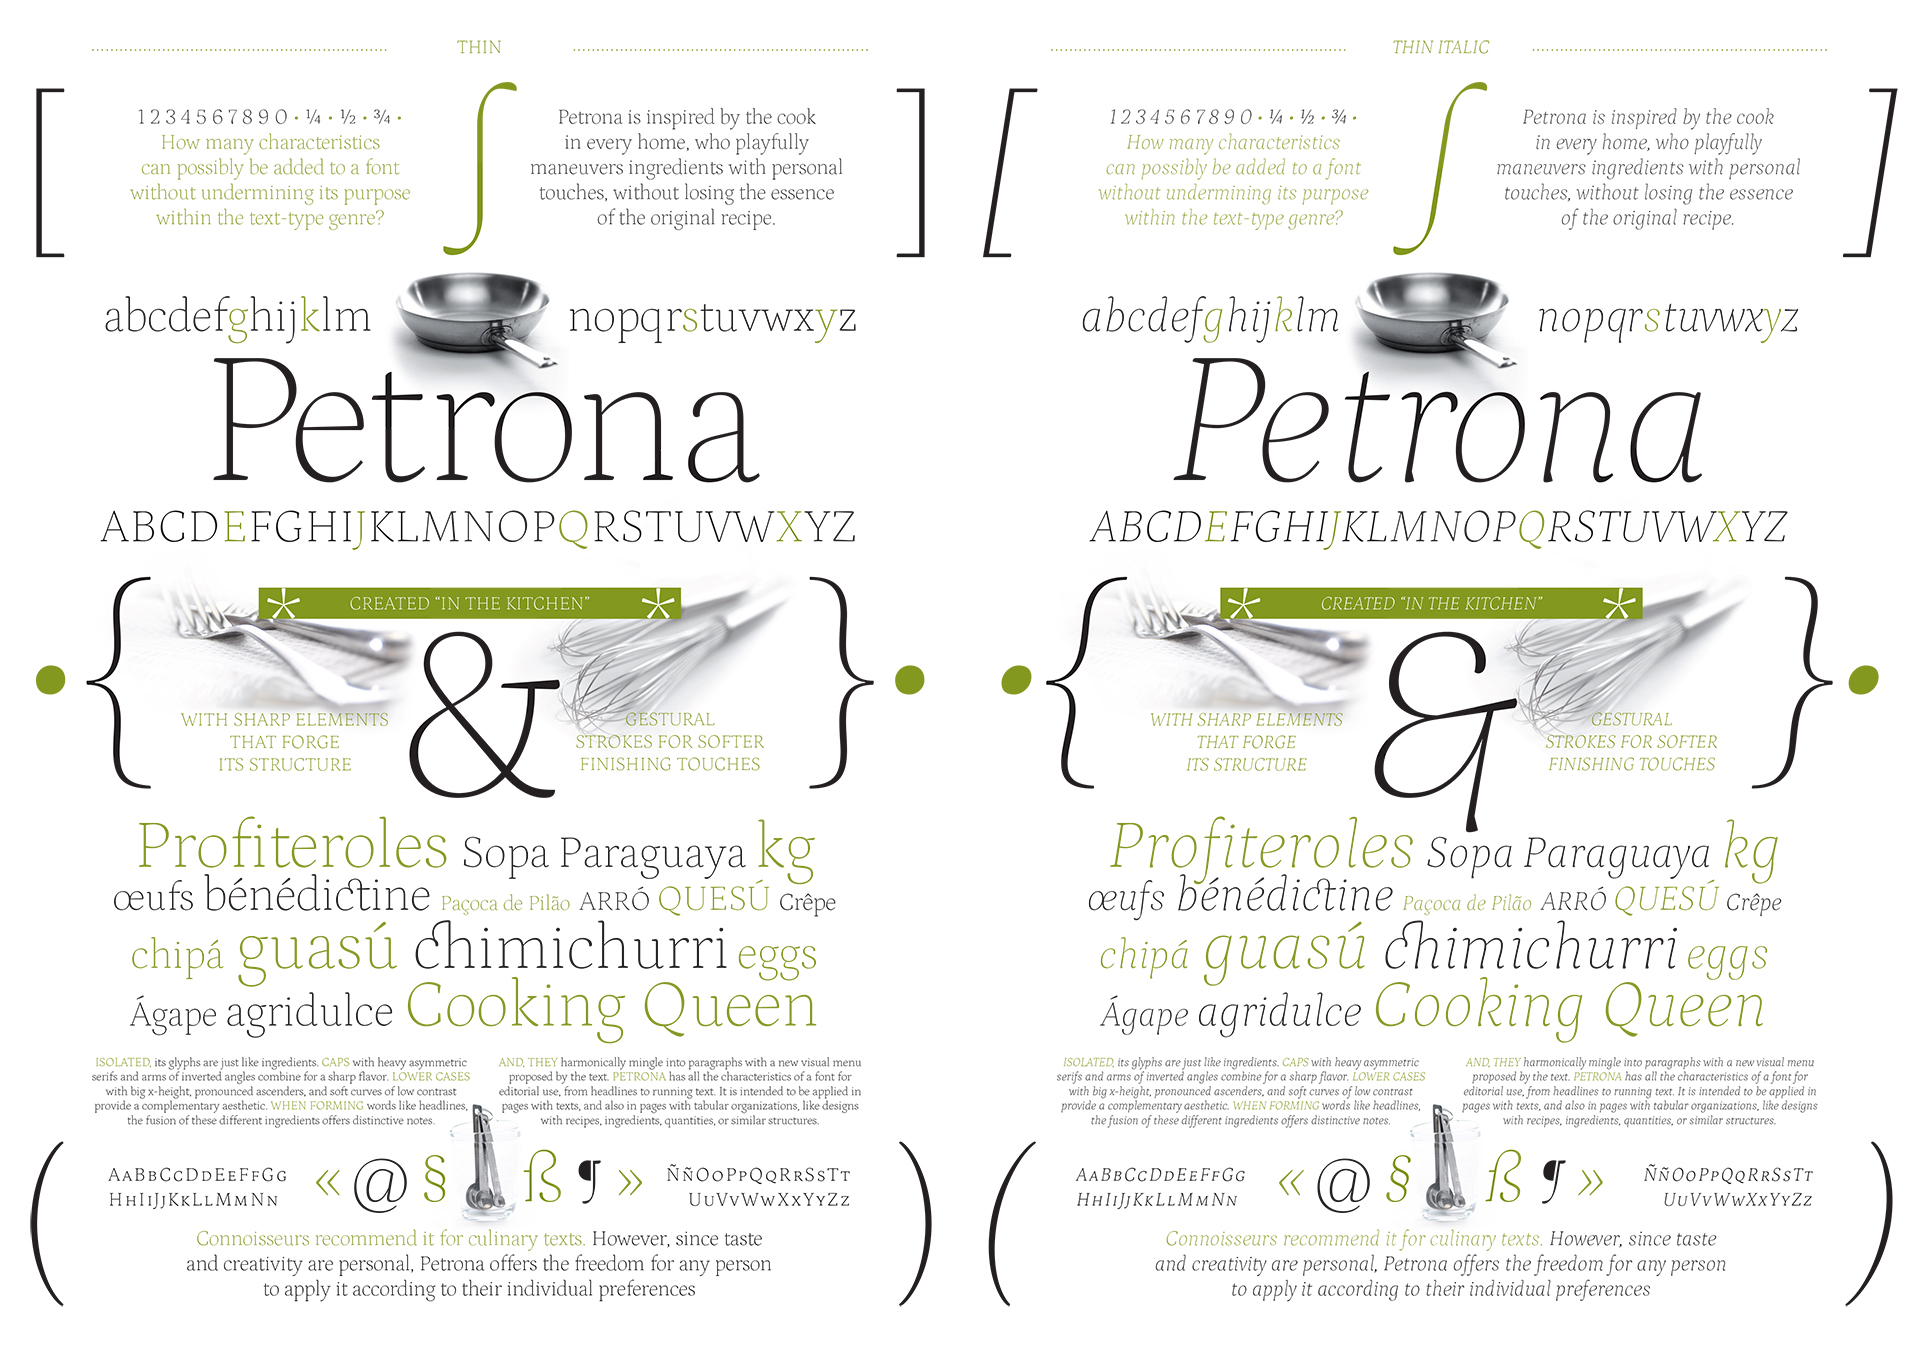 THIN
1234567890 • ¼ • ½ • ¾ •
How many characteristics
can possibly be added to a font
without undermining its purpose
within the text-type genre?
∫
Petrona is inspired by the cook
in every home, who playfully
maneuvers ingredients with personal
touches, without losing the essence
of the original recipe.
abcdefghijklm
nopqrstuvwxyz
Petrona
ABCDEFGHIJKLMNOPQRSTUVWXYZ
* CREATED “IN THE KITCHEN” *
WITH SHARP ELEMENTS
THAT FORGE
ITS STRUCTURE
&
GESTURAL
STROKES FOR SOFTER
FINISHING TOUCHES
Profiteroles Sopa Paraguaya kg
œufs bénédictine Paçoca de Pilão ARRÓ QUESÚ Crêpe
chipá guasú chimichurri eggs
Ágape agridulce Cooking Queen
ISOLATED, its glyphs are just like ingredients. CAPS with heavy asymmetric
serifs and arms of inverted angles combine for a sharp flavor. LOWER CASES
with big x-height, pronounced ascenders, and soft curves of low contrast
provide a complementary aesthetic. WHEN FORMING words like headlines,
the fusion of these different ingredients offers distinctive notes.
AND, THEY harmonically mingle into paragraphs with a new visual menu
proposed by the text. PETRONA has all the characteristics of a font for
editorial use, from headlines to running text. It is intended to be applied in
pages with texts, and also in pages with tabular organizations, like designs
with recipes, ingredients, quantities, or similar structures.
AaBbCcDdEeFfGg
HhIiJjKkLlMmNn
« @ § ß ¶ »
ÑñOoPpQqRrSsTt
UuVvWwXxYyZz
Connoisseurs recommend it for culinary texts. However, since taste
and creativity are personal, Petrona offers the freedom for any person
to apply it according to their individual preferences
THIN ITALIC
1234567890 • ¼ • ½ • ¾ •
How many characteristics
can possibly be added to a font
without undermining its purpose
within the text-type genre?
∫
Petrona is inspired by the cook
in every home, who playfully
maneuvers ingredients with personal
touches, without losing the essence
of the original recipe.
abcdefghijklm
nopqrstuvwxyz
Petrona
ABCDEFGHIJKLMNOPQRSTUVWXYZ
* CREATED “IN THE KITCHEN” *
WITH SHARP ELEMENTS
THAT FORGE
ITS STRUCTURE
&
GESTURAL
STROKES FOR SOFTER
FINISHING TOUCHES
Profiteroles Sopa Paraguaya kg
œufs bénédictine Paçoca de Pilão ARRÓ QUESÚ Crêpe
chipá guasú chimichurri eggs
Ágape agridulce Cooking Queen
ISOLATED, its glyphs are just like ingredients. CAPS with heavy asymmetric
serifs and arms of inverted angles combine for a sharp flavor. LOWER CASES
with big x-height, pronounced ascenders, and soft curves of low contrast
provide a complementary aesthetic. WHEN FORMING words like headlines,
the fusion of these different ingredients offers distinctive notes.
AND, THEY harmonically mingle into paragraphs with a new visual menu
proposed by the text. PETRONA has all the characteristics of a font for
editorial use, from headlines to running text. It is intended to be applied in
pages with texts, and also in pages with tabular organizations, like designs
with recipes, ingredients, quantities, or similar structures.
AaBbCcDdEeFfGg
HhIiJjKkLlMmNn
« @ § ß ¶ »
ÑñOoPpQqRrSsTt
UuVvWwXxYyZz
Connoisseurs recommend it for culinary texts. However, since taste
and creativity are personal, Petrona offers the freedom for any person
to apply it according to their individual preferences